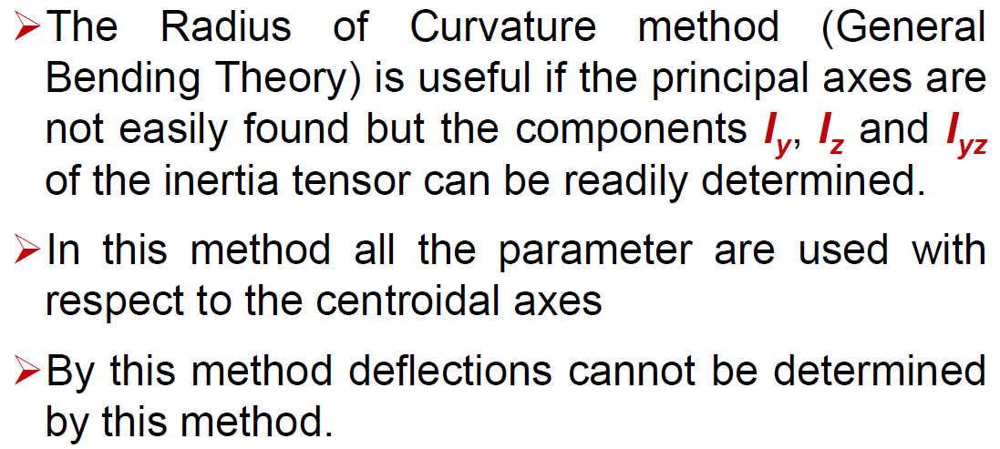 ➢The Radius of Curvature method (General
Bending Theory) is useful if the principal axes are
not easily found but the components Iy, Iz and Iyz
of the inertia tensor can be readily determined.
➢In this method all the parameter are used with
respect to the centroidal axes
➢By this method deflections cannot be determined
by this method.